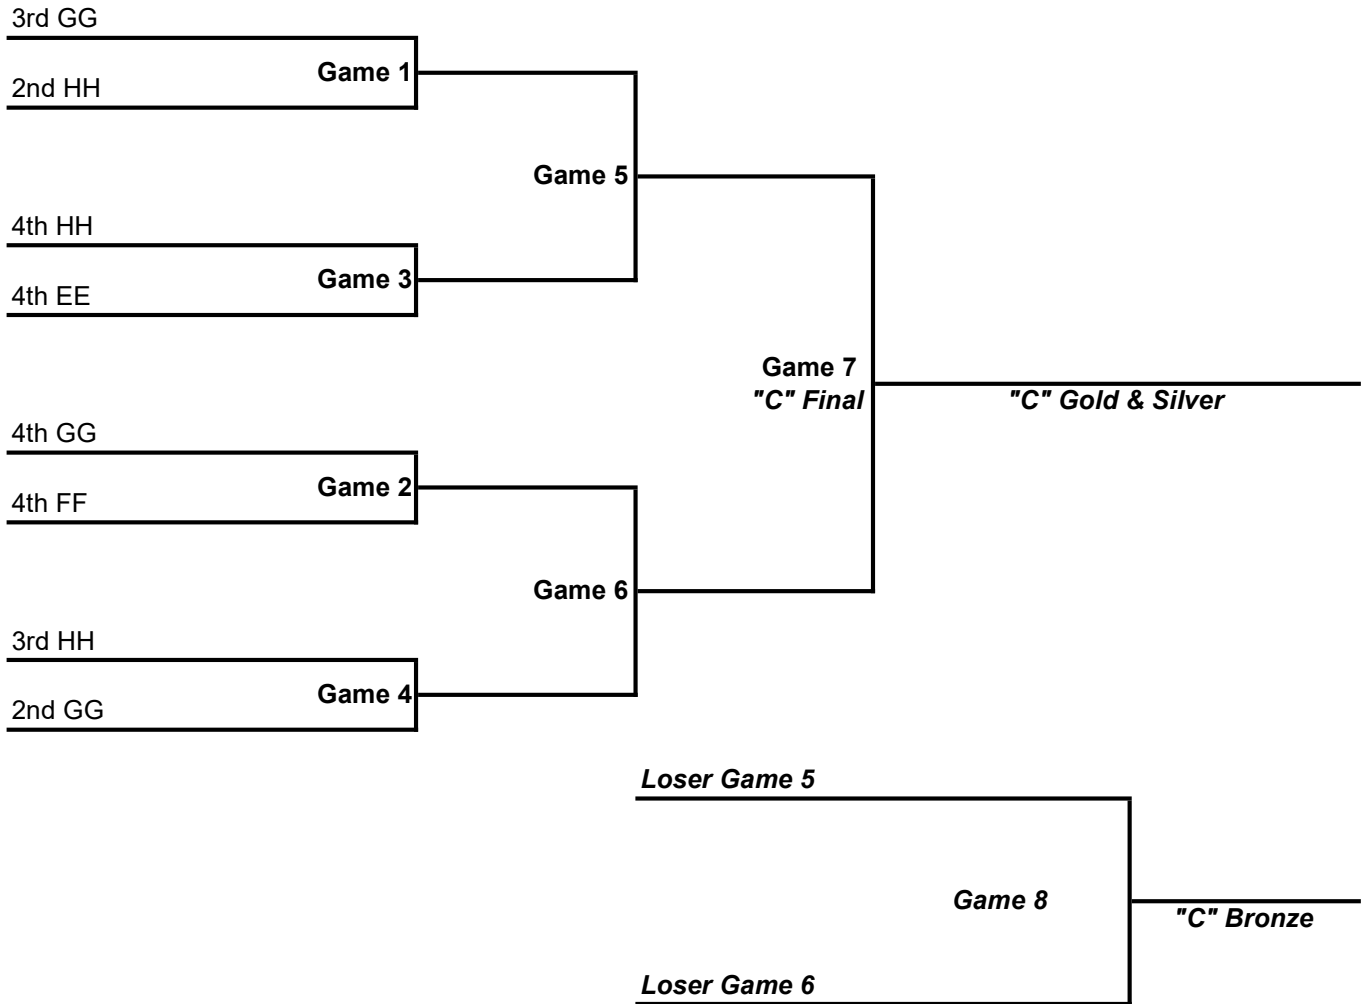 3rd GG
Game 1
2nd HH
Game 5
4th HH
Game 3
4th EE
Game 7
"C" Final
"C" Gold & Silver
4th GG
Game 2
4th FF
Game 6
3rd HH
Game 4
2nd GG
Loser Game 5
Game 8
"C" Bronze
Loser Game 6